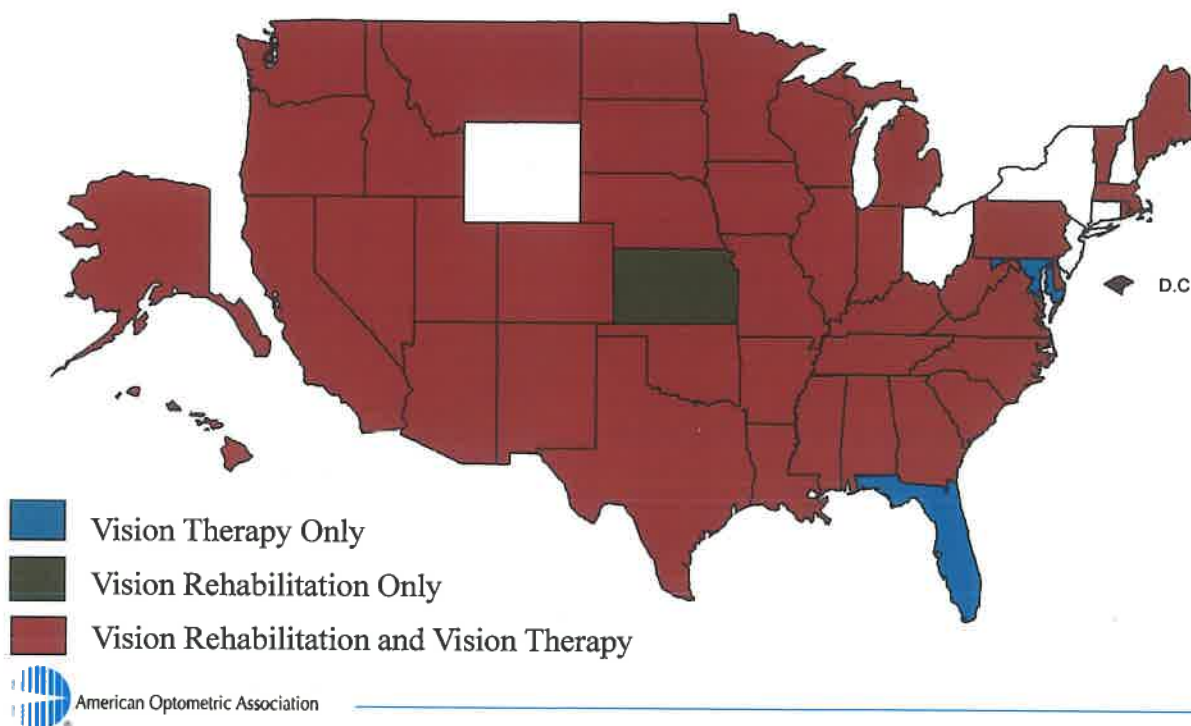 D.C
Vision Therapy Only
Vision Rehabilitation Only
Vision Rehabilitation and Vision Therapy
American Optometric Association